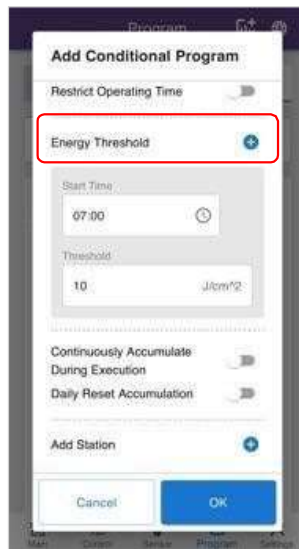 Program
Add Conditional Program
Restrict Operating Time
Energy Threshold
Start Time
07:00
Threshold
10 J/cm^2
Continuously Accumulate
During Execution
Daily Reset Accumulation
Add Station
Cancel OK
Main Control Sensor Program Settings